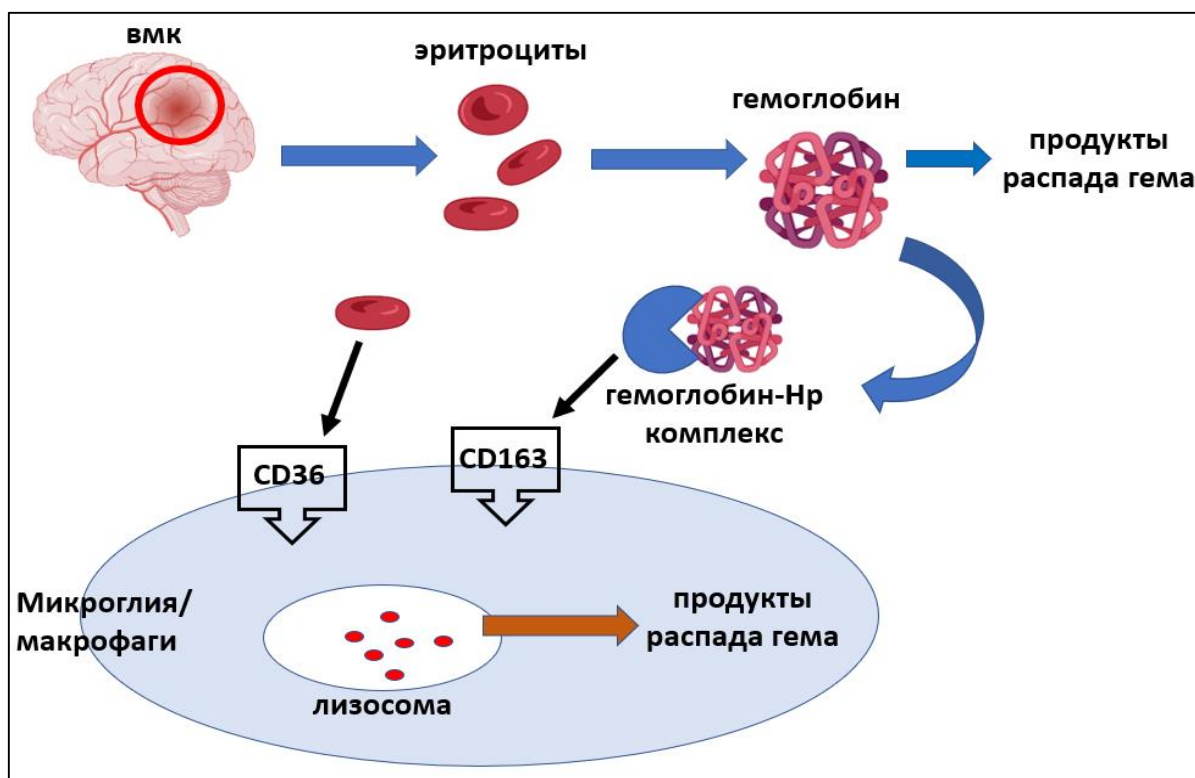 вмк
эритроциты
гемоглобин
продукты
распада гема
гемоглобин-Hp
комплекс
CD36
CD163
Микроглия/
макрофаги
продукты
распада гема
лизосома